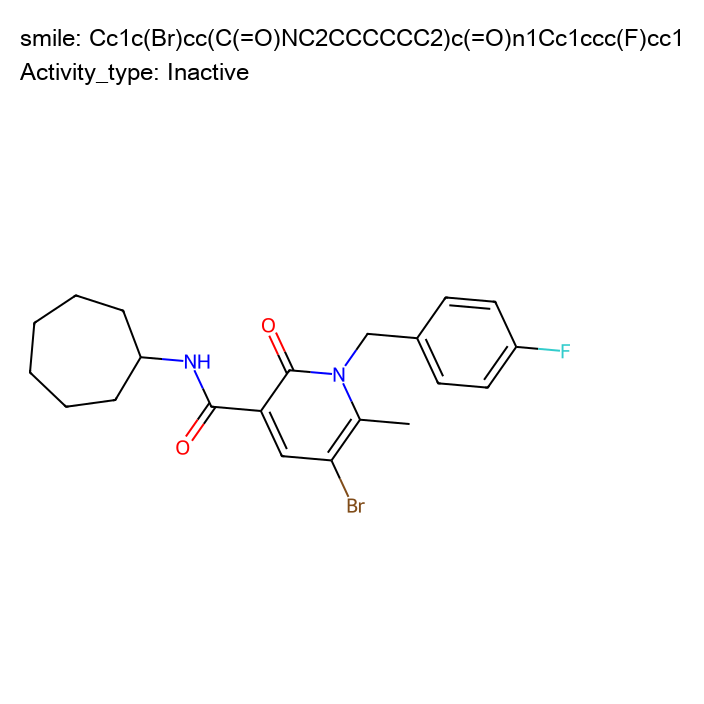 smile: Cc1c(Br)cc(C(=O)NC2CCCCCC2)c(=O)n1Cc1ccc(F)cc1
Activity_type: Inactive
O
F
NH
N
O
Br